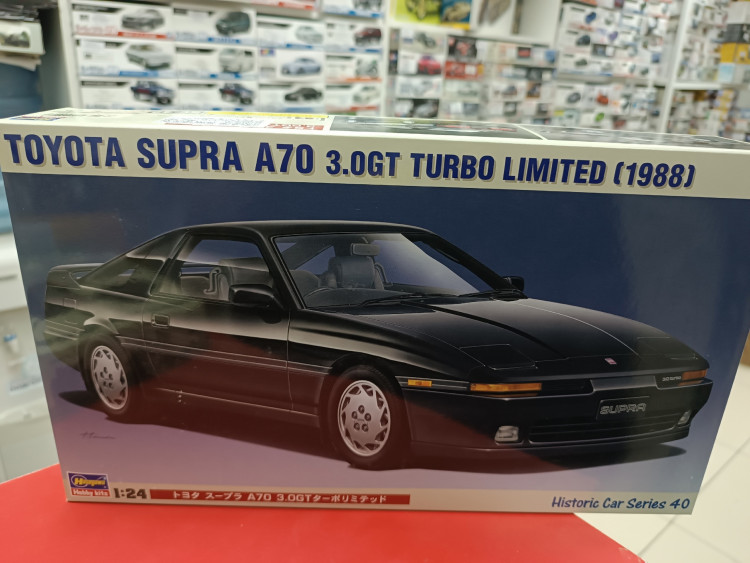 TOYOTA SUPRA A70 3.0GT TURBO LIMITED (1988)
SUPRA
Hasegawa
Hobby kits
1:24
トヨタ スープラ A70 3.0GTターボリミテッド
Historic Car Series 40